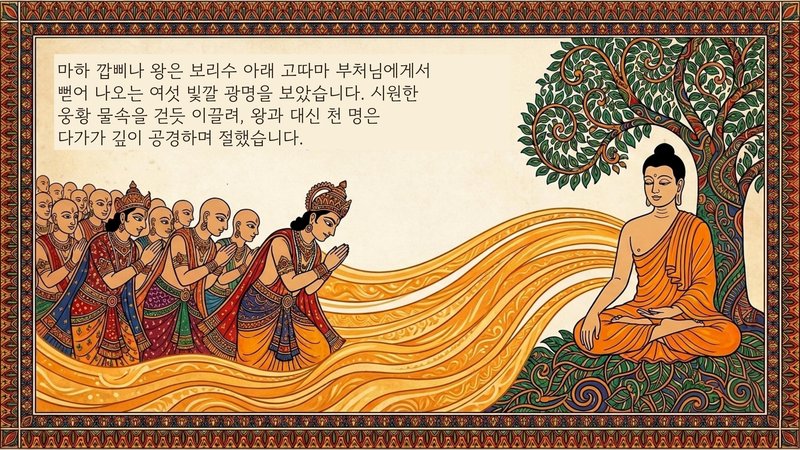 마하 깝삐나 왕은 보리수 아래 고따마 부처님에게서
뻗어 나오는 여섯 빛깔 광명을 보았습니다. 시원한
웅황 물속을 걷듯 이끌려, 왕과 대신 천 명은
다가가 깊이 공경하며 절했습니다.